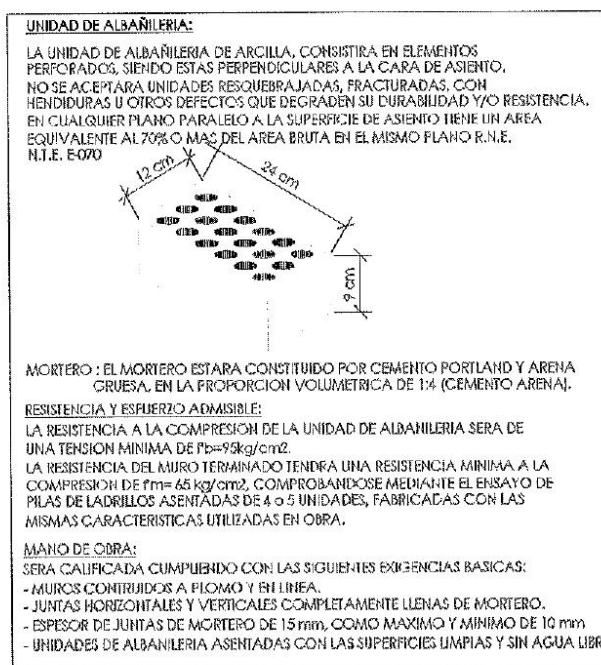 UNIDAD DE ALBAÑILERIA:
LA UNIDAD DE ALBAÑILERIA DE ARCILLA, CONSISTIRA EN ELEMENTOS
PERFORADOS, SIENDO ESTAS PERPENDICULARES A LA CARA DE ASIENTO.
NO SE ACEPTARA UNIDADES RESQUEBRAJADAS, FRACTURADAS, CON
HENDIDURAS U OTROS DEFECTOS QUE DEGRADEN SU DURABILIDAD Y/O RESISTENCIA.
EN CUALQUIER PLANO PARALELO A LA SUPERFICIE DE ASIENTO TIENE UN AREA
EQUIVALENTE AL 70% O MAS DEL AREA BRUTA EN EL MISMO PLANO R.N.E.
N.T.E. E-070
12 cm
24 cm
9 cm
MORTERO : EL MORTERO ESTARA CONSTITUIDO POR CEMENTO PORTLAND Y ARENA
GRUESA, EN LA PROPORCION VOLUMETRICA DE 1:4 (CEMENTO ARENA).
RESISTENCIA Y ESFUERZO ADMISIBLE:
LA RESISTENCIA A LA COMPRESION DE LA UNIDAD DE ALBAÑILERIA SERA DE
UNA TENSION MINIMA DE f'b=95kg/cm2.
LA RESISTENCIA DEL MURO TERMINADO TENDRA UNA RESISTENCIA MINIMA A LA
COMPRESION DE f'm= 65 kg/cm2, COMPROBANDOSE MEDIANTE EL ENSAYO DE
PILAS DE LADRILLOS ASENTADAS DE 4 o 5 UNIDADES, FABRICADAS CON LAS
MISMAS CARACTERISTICAS UTILIZADAS EN OBRA.
MANO DE OBRA:
SERA CALIFICADA CUMPLIENDO CON LAS SIGUIENTES EXIGENCIAS BASICAS:
- MUROS CONTRUIDOS A PLOMO Y EN LINEA.
- JUNTAS HORIZONTALES Y VERTICALES COMPLETAMENTE LLENAS DE MORTERO.
- ESPESOR DE JUNTAS DE MORTERO DE 15 mm, COMO MAXIMO Y MINIMO DE 10 mm
- UNIDADES DE ALBAÑILERIA ASENTADAS CON LAS SUPERFICIES LIMPIAS Y SIN AGUA LIBR